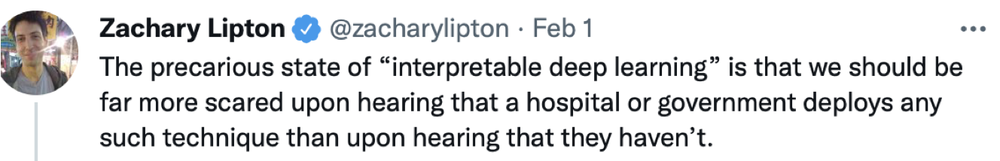 Zachary Lipton @zacharylipton · Feb 1
The precarious state of “interpretable deep learning” is that we should be
far more scared upon hearing that a hospital or government deploys any
such technique than upon hearing that they haven’t.